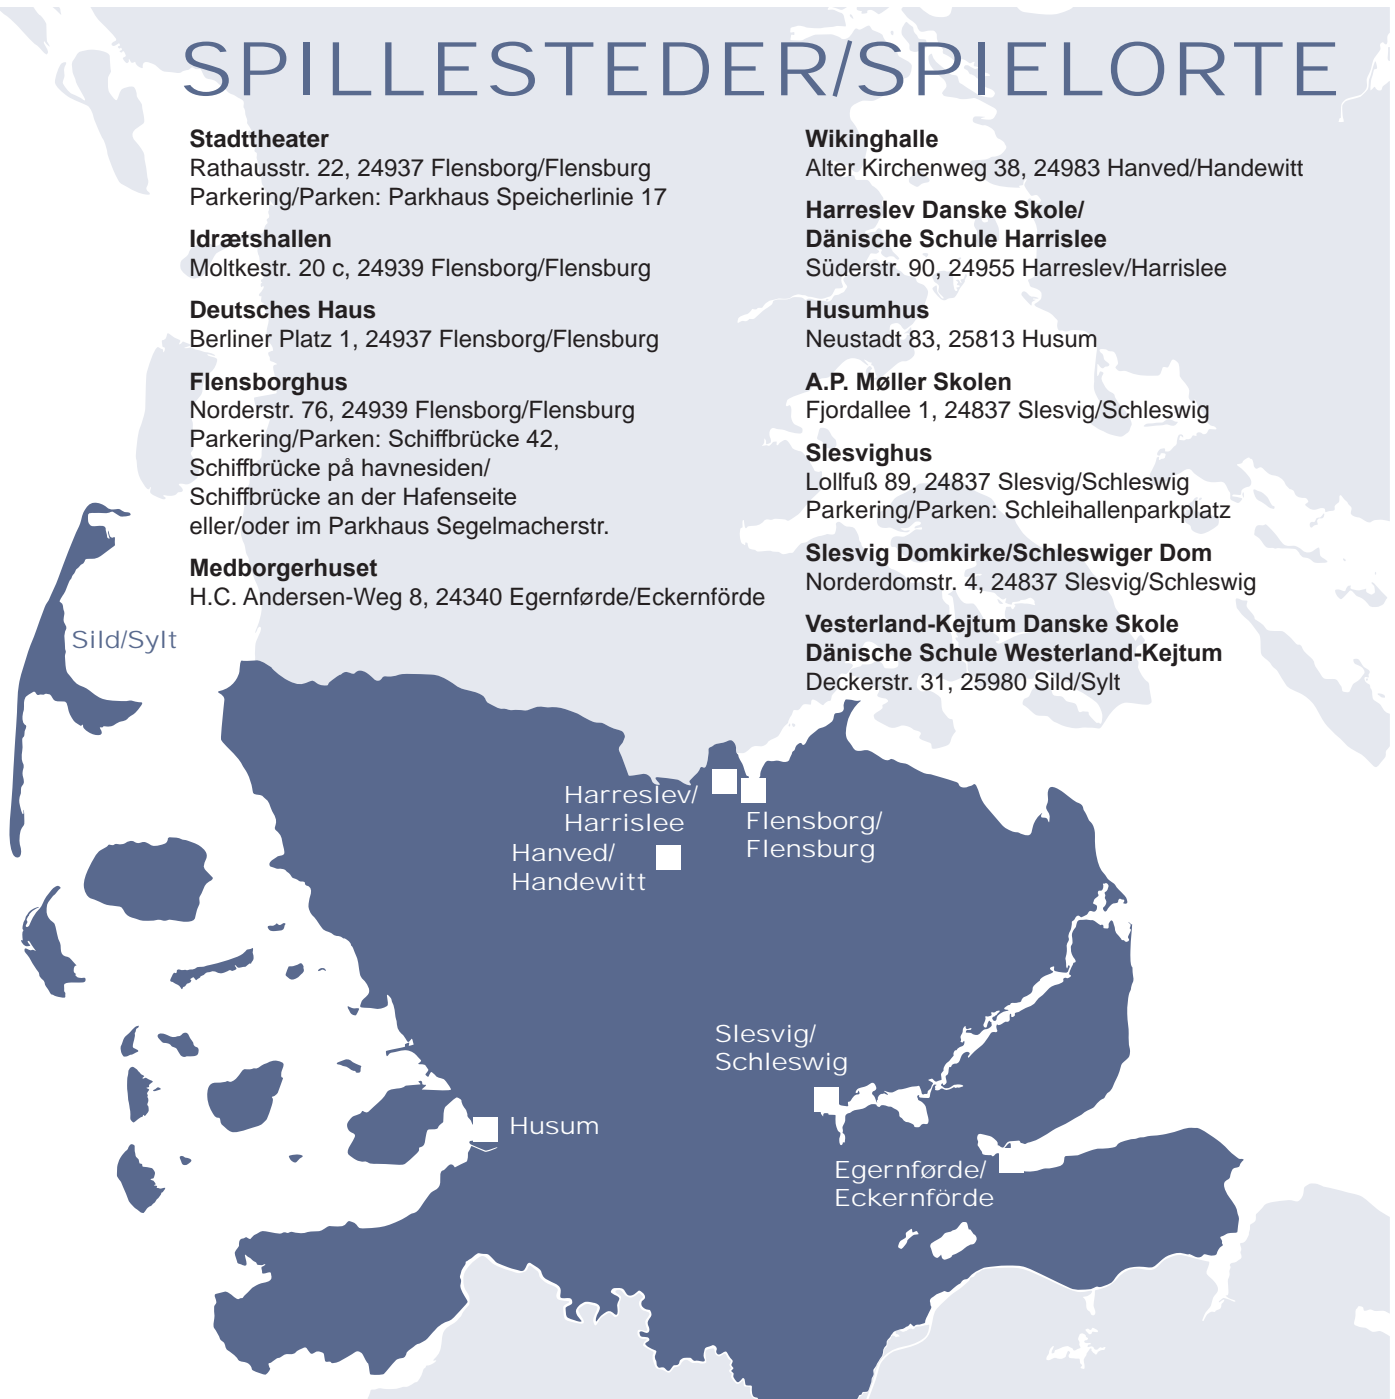 SPILLESTEDER/SPIELORTE
Stadttheater
Rathausstr. 22, 24937 Flensborg/Flensburg
Parkering/Parken: Parkhaus Speicherlinie 17
Idrætshallen
Moltkestr. 20 c, 24939 Flensborg/Flensburg
Deutsches Haus
Berliner Platz 1, 24937 Flensborg/Flensburg
Flensborghus
Norderstr. 76, 24939 Flensborg/Flensburg
Parkering/Parken: Schiffbrücke 42,
Schiffbrücke på havnesiden/
Schiffbrücke an der Hafenseite
eller/oder im Parkhaus Segelmacherstr.
Medborgerhuset
H.C. Andersen-Weg 8, 24340 Egernførde/Eckernförde
Wikinghalle
Alter Kirchenweg 38, 24983 Hanved/Handewitt
Harreslev Danske Skole/
Dänische Schule Harrislee
Süderstr. 90, 24955 Harreslev/Harrislee
Husumhus
Neustadt 83, 25813 Husum
A.P. Møller Skolen
Fjordallee 1, 24837 Slesvig/Schleswig
Slesvighus
Lollfuß 89, 24837 Slesvig/Schleswig
Parkering/Parken: Schleihallenparkplatz
Slesvig Domkirke/Schleswiger Dom
Norderdomstr. 4, 24837 Slesvig/Schleswig
Vesterland-Kejtum Danske Skole
Dänische Schule Westerland-Kejtum
Deckerstr. 31, 25980 Sild/Sylt
Sild/Sylt
Harreslev/
Harrislee
Flensborg/
Flensburg
Hanved/
Handewitt
Slesvig/
Schleswig
Husum
Egernførde/
Eckernförde